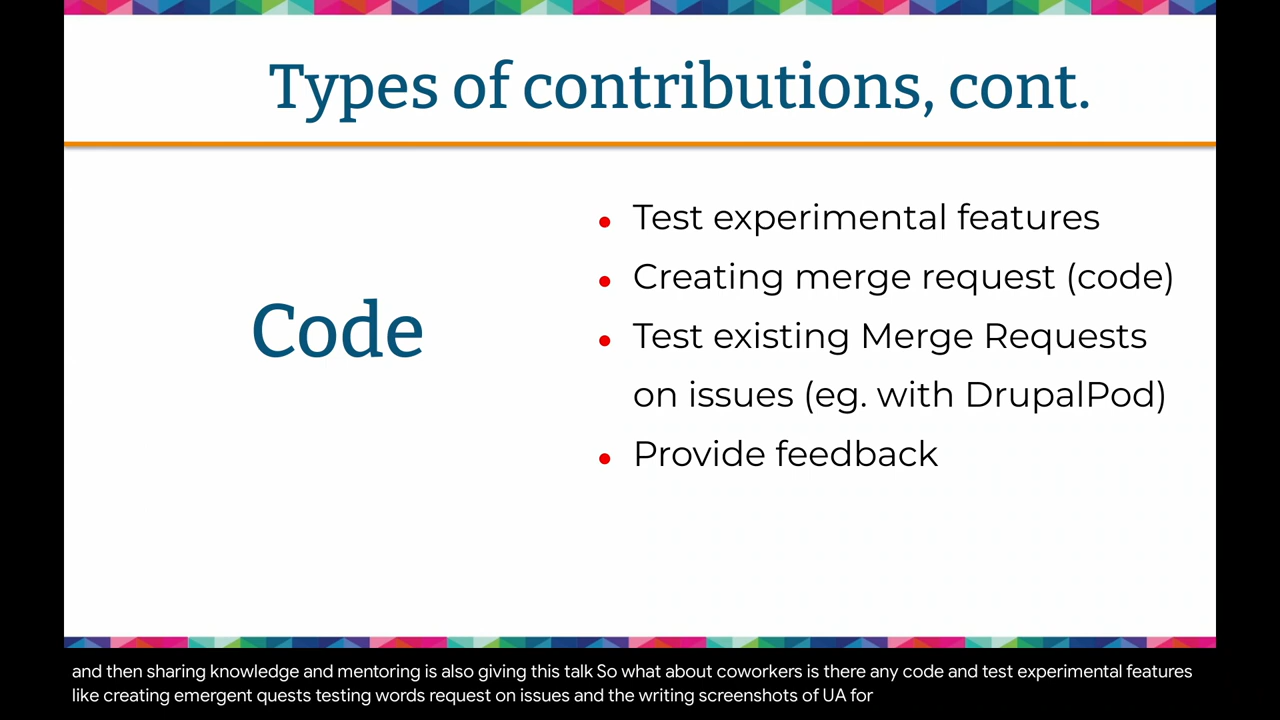 Types of contributions, cont.
Code
• Test experimental features
• Creating merge request (code)
• Test existing Merge Requests
on issues (eg. with DrupalPod)
• Provide feedback
and then sharing knowledge and mentoring is also giving this talk So what about coworkers is there any code and test experimental features
like creating emergent quests testing words request on issues and the writing screenshots of UA for